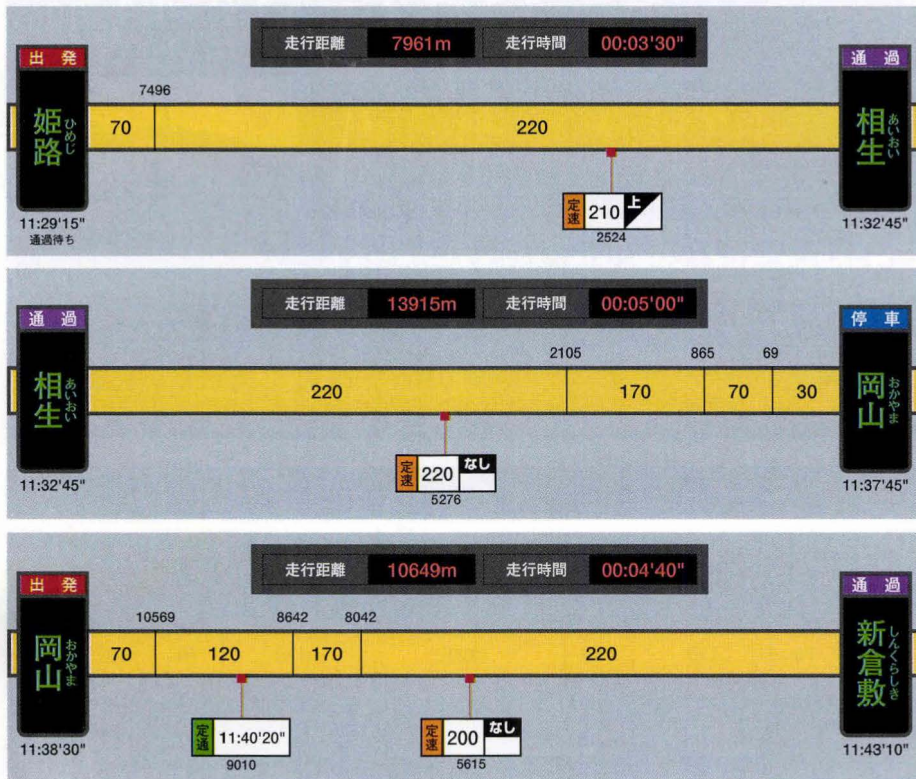 走行距離 7961m 走行時間 00:03'30"
出発
通過
7496
姫路
ひめじ
70
220
相生
あいおい
定速 210 上
2524
11:29'15"
通過待ち
11:32'45"
走行距離 13915m 走行時間 00:05'00"
通過
停車
2105 865 69
相生
あいおい
220
170
70
30
岡山
おかやま
定速 220 なし
5276
11:32'45"
11:37'45"
走行距離 10649m 走行時間 00:04'40"
出発
通過
10569 8642 8042
岡山
おかやま
70
120
170
220
新倉敷
しんくらしき
定通 11:40'20"
9010
定速 200 なし
5615
11:38'30"
11:43'10"